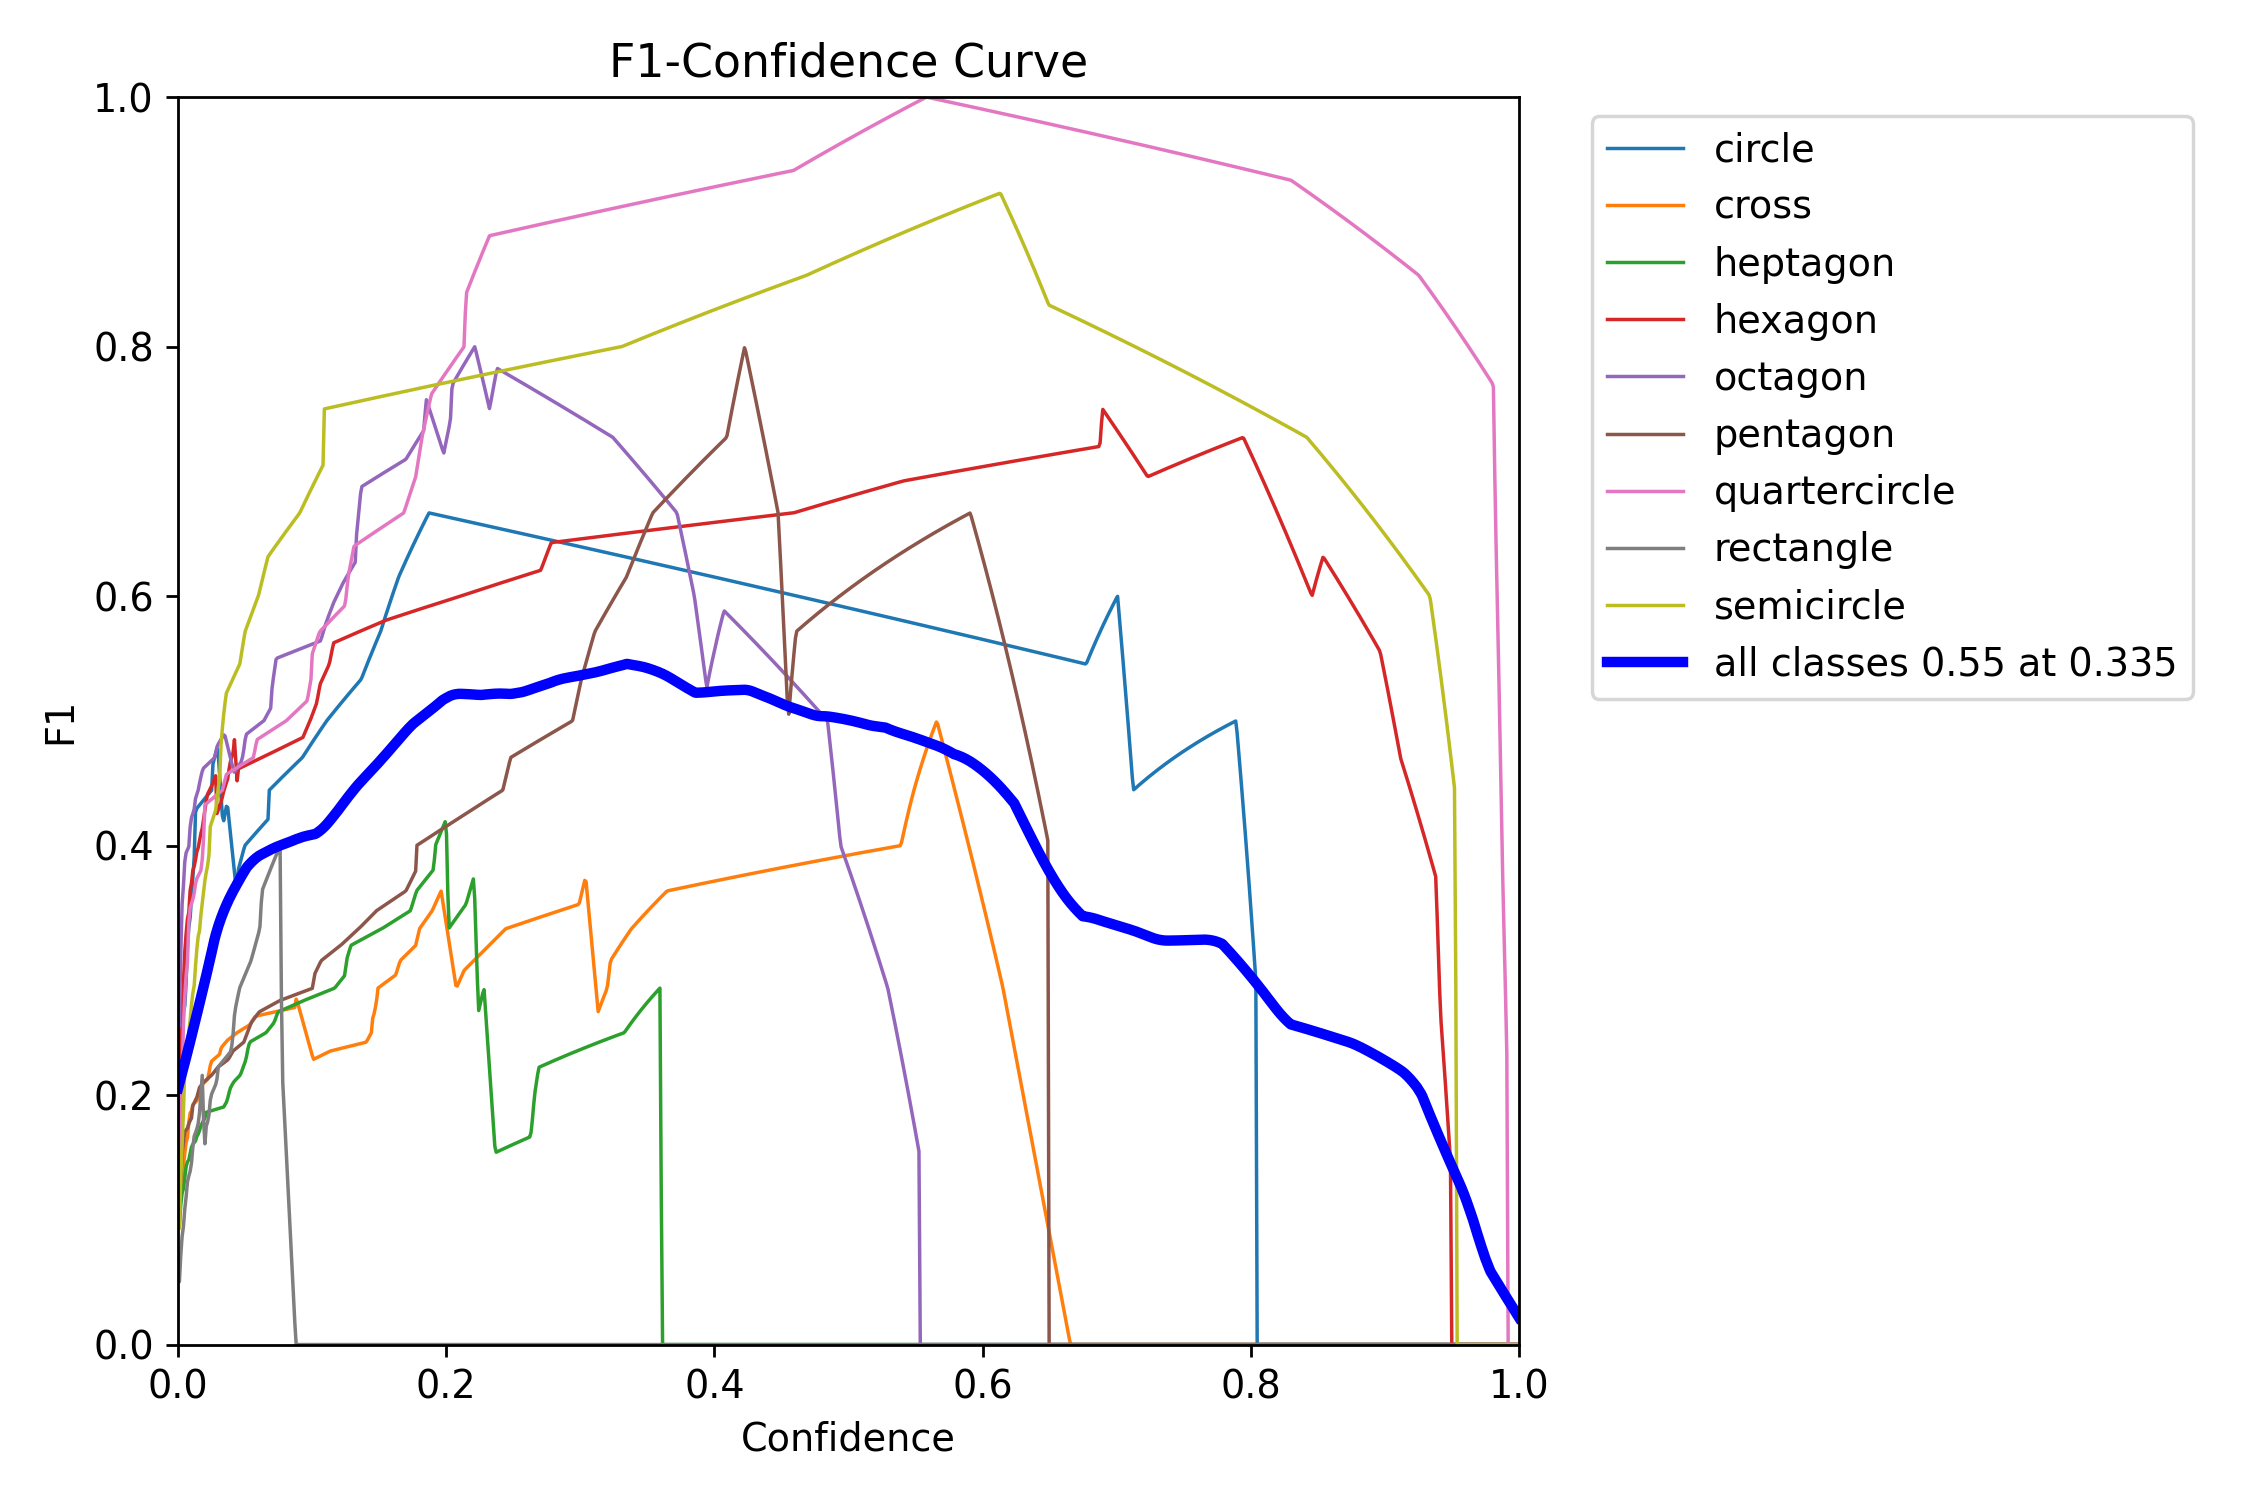 F1-Confidence Curve
1.0
0.8
0.6
0.4
0.2
0.0
F1
0.0 0.2 0.4 0.6 0.8 1.0
Confidence
circle
cross
heptagon
hexagon
octagon
pentagon
quartercircle
rectangle
semicircle
all classes 0.55 at 0.335